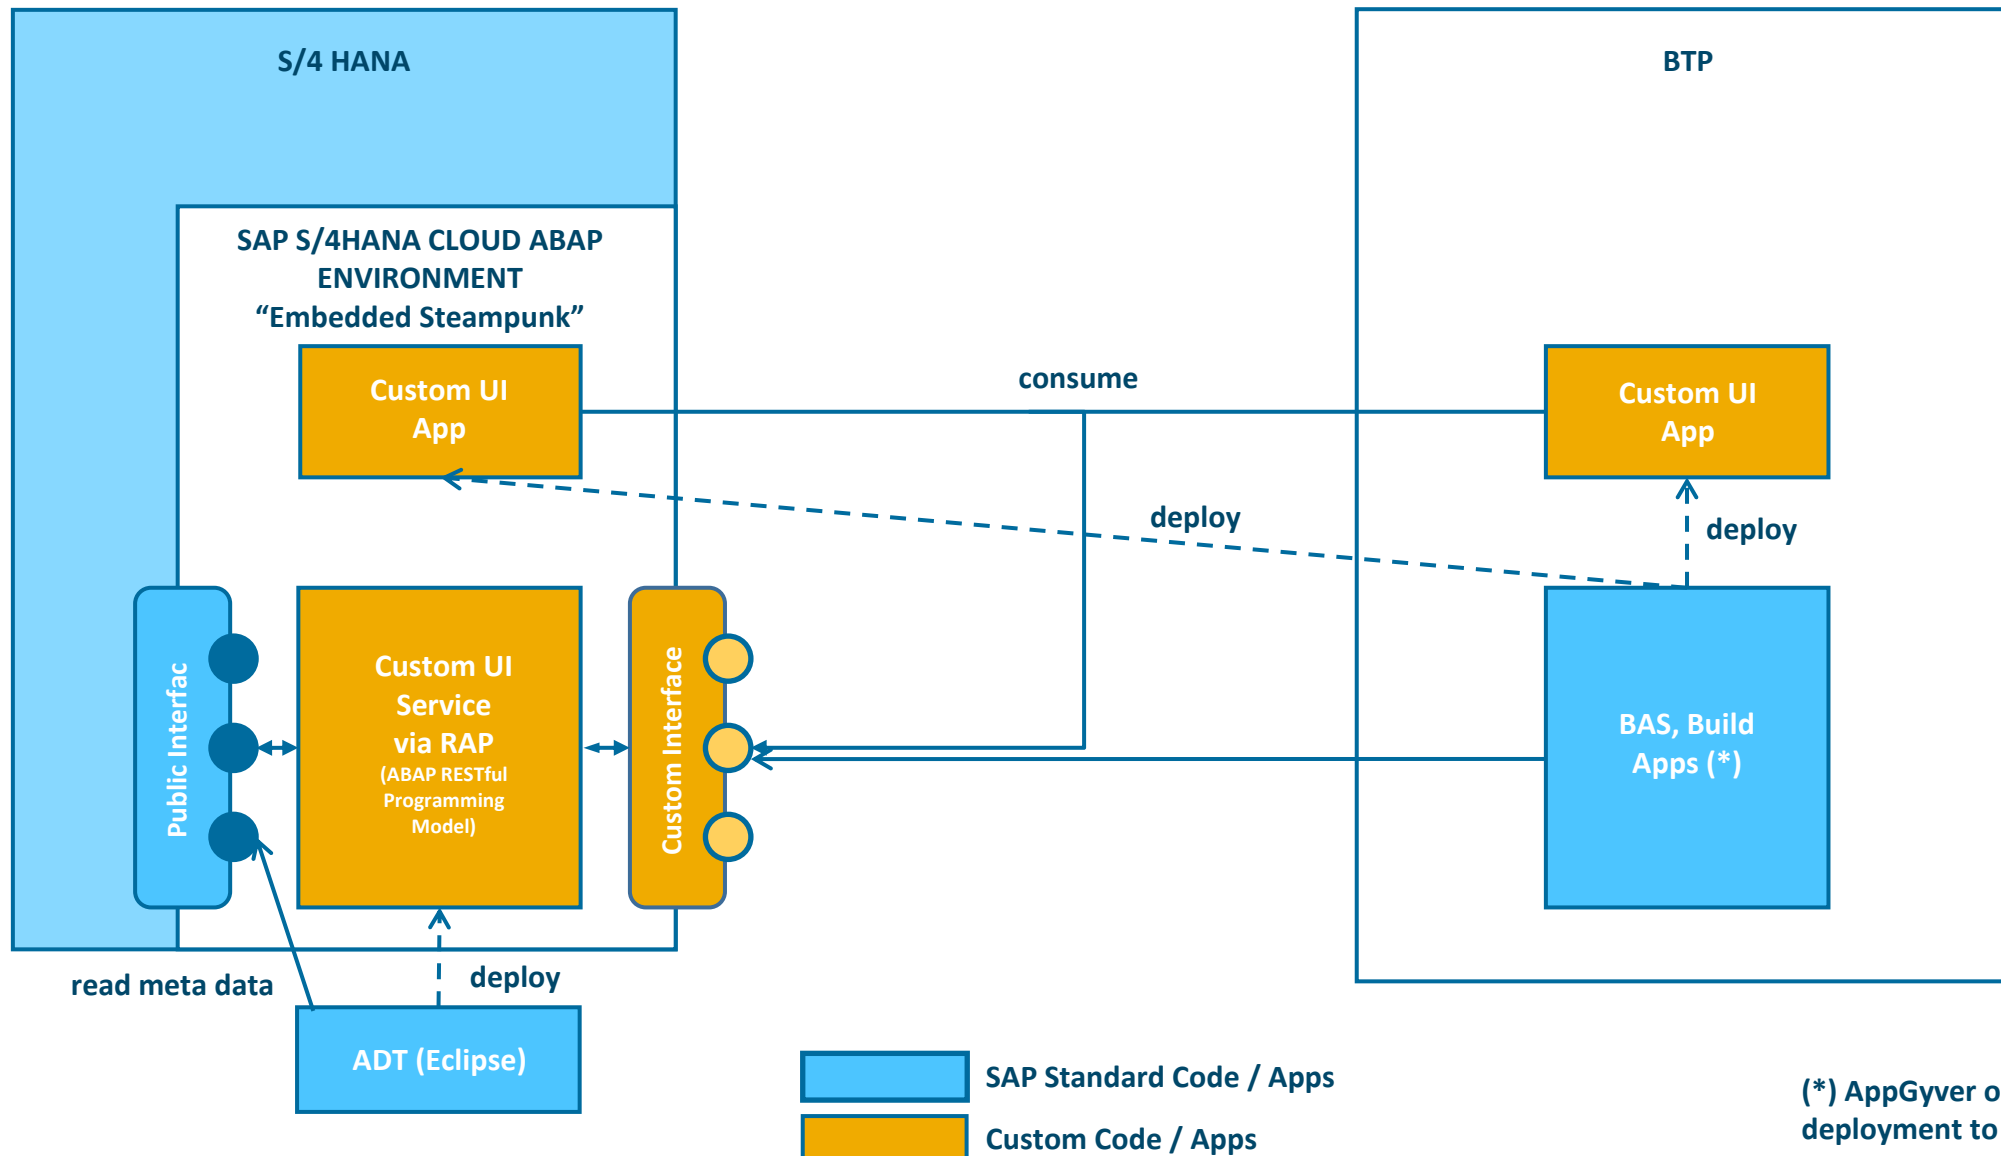 S/4 HANA
BTP
SAP S/4HANA CLOUD ABAP
ENVIRONMENT
“Embedded Steampunk”
Custom UI
App
consume
Custom UI
App
deploy
deploy
Public Interfac
Custom UI
Service
via RAP
(ABAP RESTful
Programming
Model)
Custom Interface
BAS, Build
Apps (*)
read meta data
deploy
ADT (Eclipse)
SAP Standard Code / Apps
Custom Code / Apps
(*) AppGyver o
deployment to